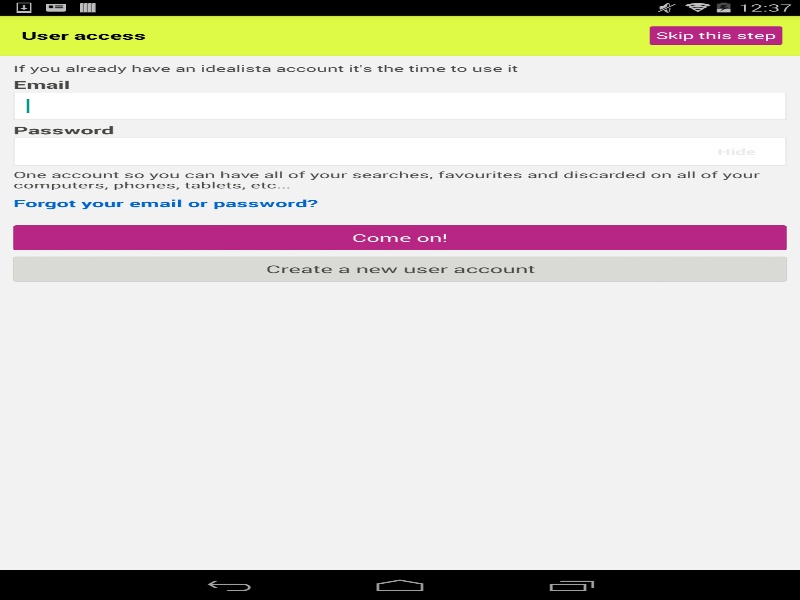 12:37
User access
Skip this step
If you already have an idealista account it's the time to use it
Email
Password
Hide
One account so you can have all of your searches, favourites and discarded on all of your
computers, phones, tablets, etc...
Forgot your email or password?
Come on!
Create a new user account